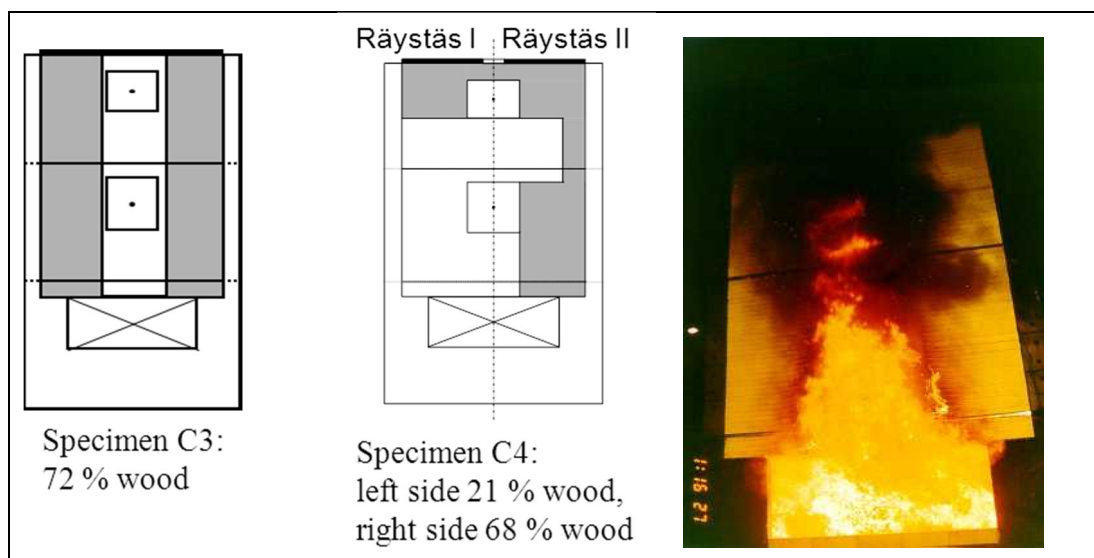 Räystäs I Räystäs II
Specimen C3:
72 % wood
Specimen C4:
left side 21 % wood,
right side 68 % wood